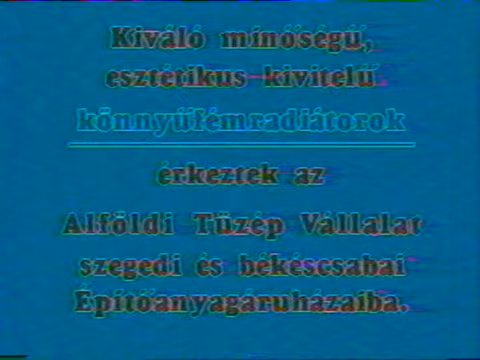 Kiváló minőségű,
esztétikus kivitelű
könnyűfémradiátorok
érkeztek az
Alföldi Tüzép Vállalat
szegedi és békéscsabai
Építőanyagáruházaiba.